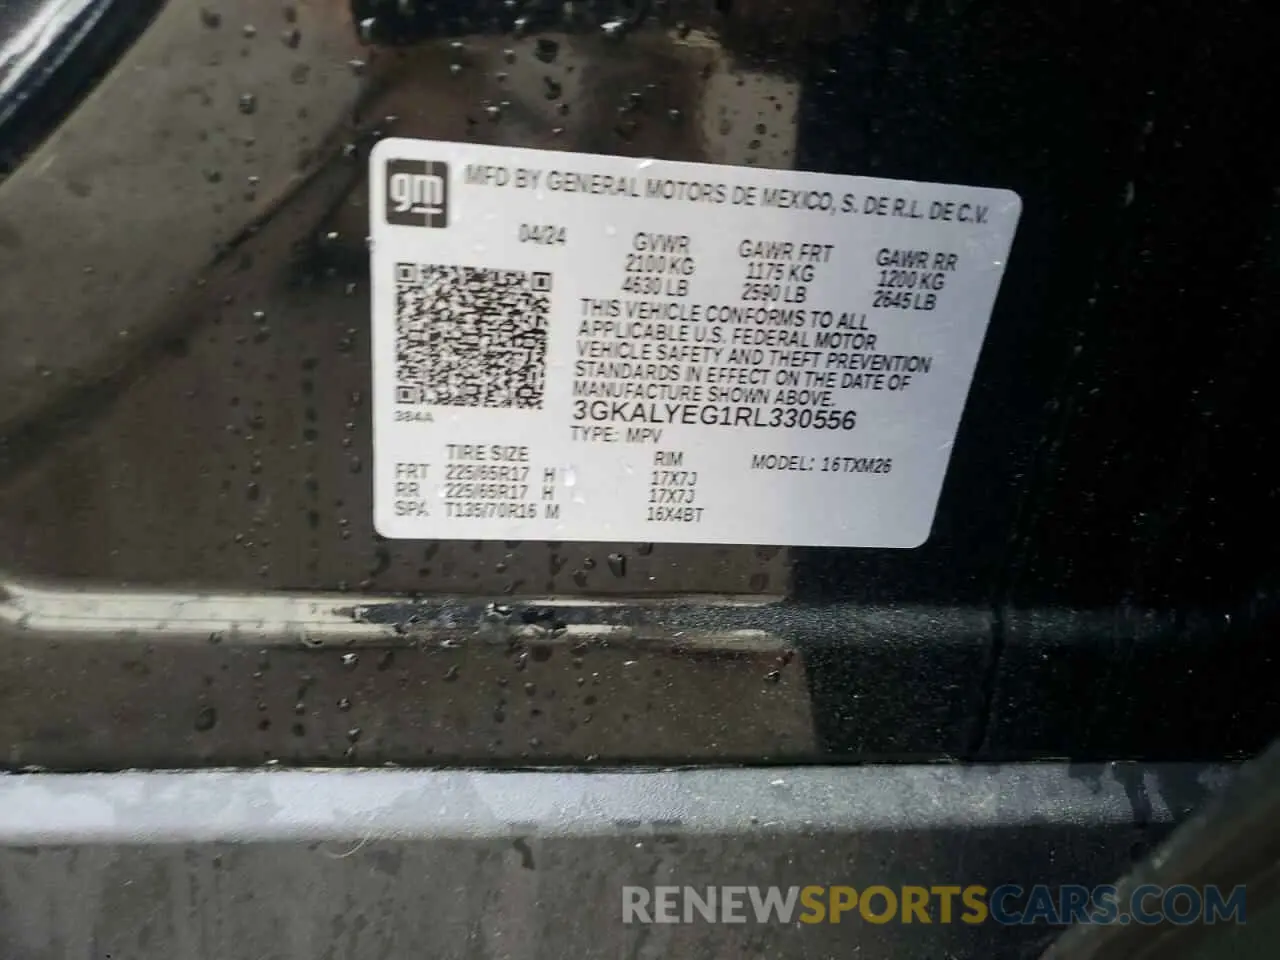 gm MFD BY GENERAL MOTORS DE MEXICO, S. DE R.L. DE C.V.
04/24 GVWR GAWR FRT GAWR RR
2100 KG 1175 KG 1200 KG
4630 LB 2590 LB 2645 LB
THIS VEHICLE CONFORMS TO ALL
APPLICABLE U.S. FEDERAL MOTOR
VEHICLE SAFETY AND THEFT PREVENTION
STANDARDS IN EFFECT ON THE DATE OF
MANUFACTURE SHOWN ABOVE.
384A 3GKALYEG1RL330556
TYPE: MPV
TIRE SIZE RIM MODEL: 16TXM26
FRT 225/65R17 H 17X7J
RR 225/65R17 H 17X7J
SPA T135/70R16 M 16X4BT
RENEWSPORTSCARS.COM